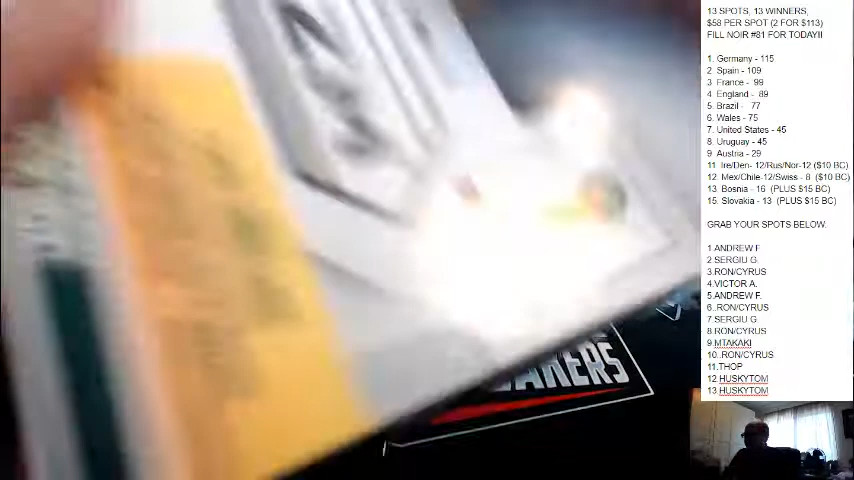 13 SPOTS, 13 WINNERS,
$58 PER SPOT (2 FOR $113)
FILL NOIR #81 FOR TODAY!!
1. Germany - 115
2 Spain - 109
3 France - 99
4 England - 89
5 Brazil - 77
6. Wales - 75
7. United States - 45
8. Uruguay - 45
9 Austria - 29
11 Ire/Den- 12/Rus/Nor-12 ($10 BC)
12. Mex/Chile-12/Swiss - 8 ($10 BC)
13 Bosnia - 16 (PLUS $15 BC)
15. Slovakia - 13 (PLUS $15 BC)
GRAB YOUR SPOTS BELOW.
1 ANDREW F
2 SERGIU G.
3.RON/CYRUS
4.VICTOR A.
5.ANDREW F.
6..RON/CYRUS
7.SERGIU G.
8.RON/CYRUS
9.MTAKAKI
10..RON/CYRUS
11.THOP
12.HUSKYTOM
13.HUSKYTOM